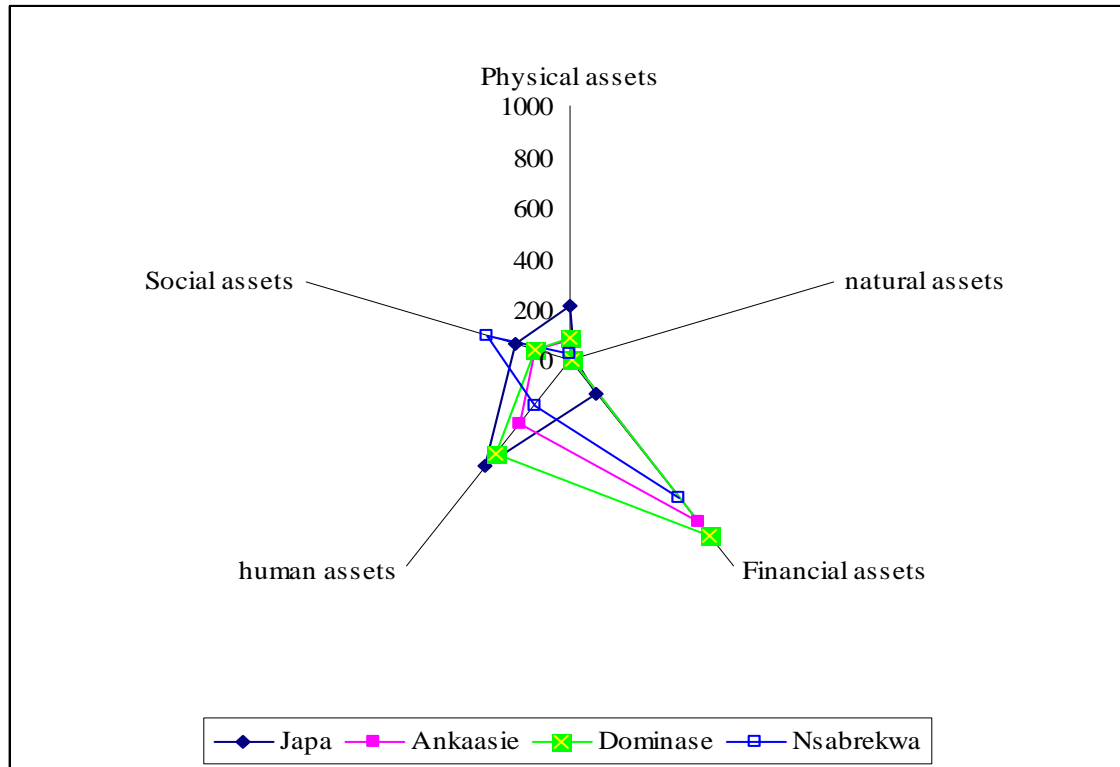 Physical assets
1000
800
600
400
200
0
Social assets
natural assets
human assets
Financial assets
Japa Ankaasie Dominase Nsabrekwa